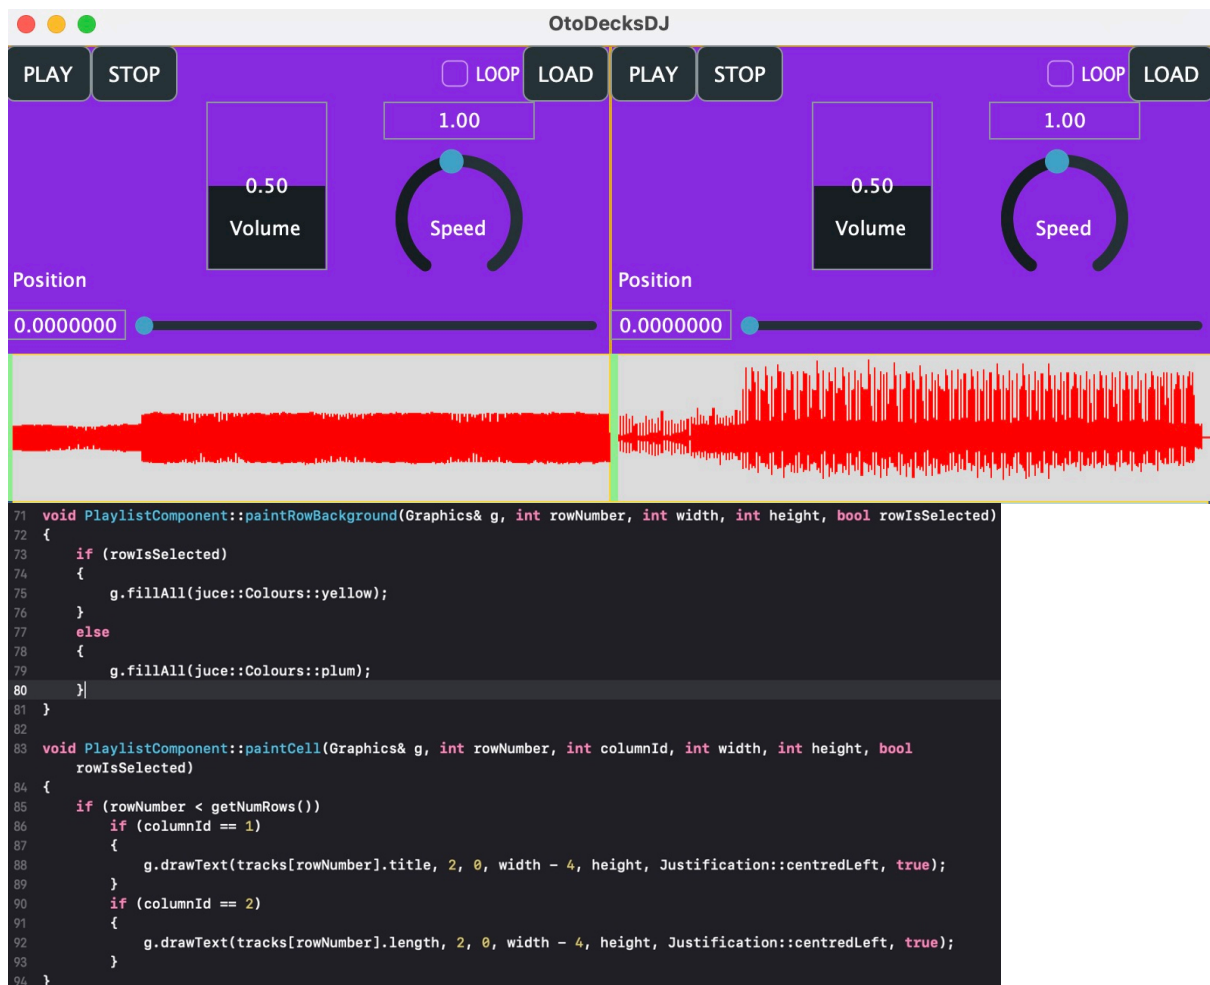 OtoDecksDJ
PLAY STOP LOOP LOAD PLAY STOP LOOP LOAD
1.00 1.00
0.50 0.50
Volume Speed Volume Speed
Position Position
0.0000000 0.0000000
71 void PlaylistComponent::paintRowBackground(Graphics& g, int rowNumber, int width, int height, bool rowIsSelected)
72 {
73     if (rowIsSelected)
74     {
75         g.fillAll(juce::Colours::yellow);
76     }
77     else
78     {
79         g.fillAll(juce::Colours::plum);
80     }
81 }
82
83 void PlaylistComponent::paintCell(Graphics& g, int rowNumber, int columnId, int width, int height, bool
rowIsSelected)
84 {
85     if (rowNumber < getNumRows())
86         if (columnId == 1)
87         {
88             g.drawText(tracks[rowNumber].title, 2, 0, width - 4, height, Justification::centredLeft, true);
89         }
90         if (columnId == 2)
91         {
92             g.drawText(tracks[rowNumber].length, 2, 0, width - 4, height, Justification::centredLeft, true);
93         }
94 }